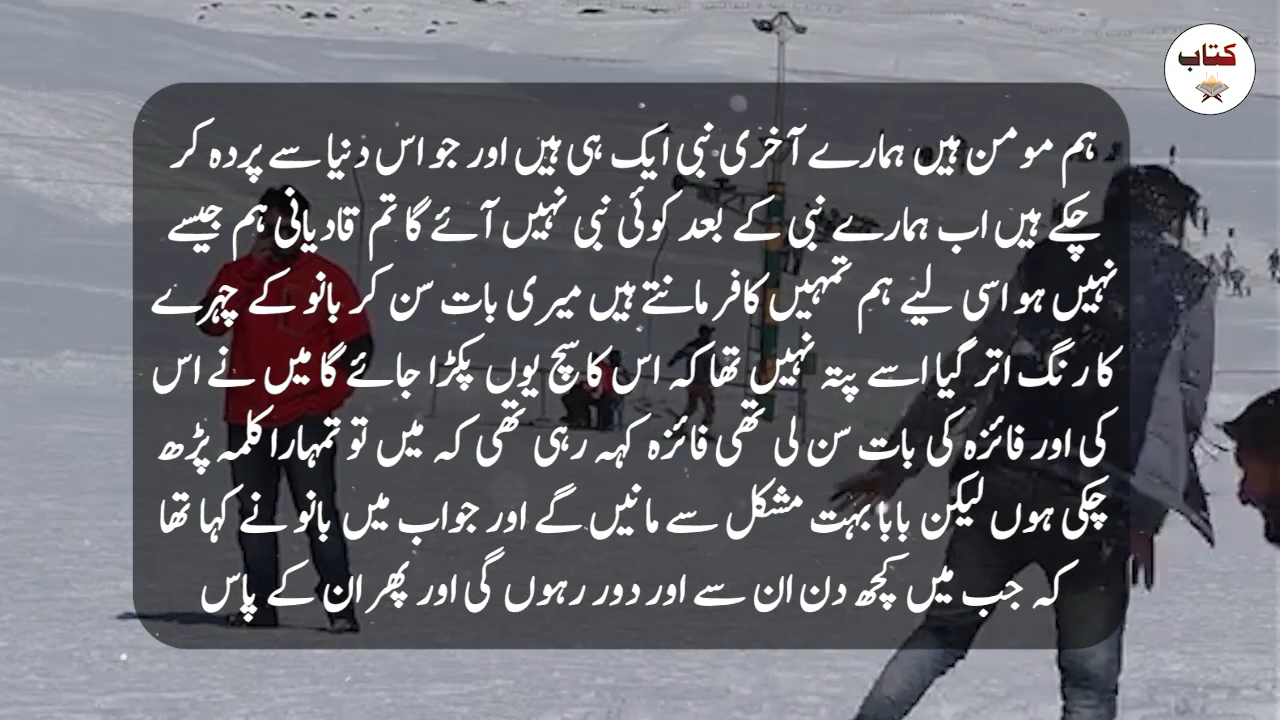 کتاب
ہم مومن ہیں ہمارے آخری نبی ایک ہی ہیں اور جو اس دنیا سے پردہ کر
چکے ہیں اب ہمارے نبی کے بعد کوئی نبی نہیں آئے گا تم قادیانی ہم جیسے
نہیں ہو اسی لیے ہم تمہیں کافر مانتے ہیں میری بات سن کر بانو کے چہرے
کا رنگ اتر گیا اسے پتہ نہیں تھا کہ اس کا سچ یوں پکڑا جائے گا میں نے اس
کی اور فائزہ کی بات سن لی تھی فائزہ کہہ رہی تھی کہ میں تو تمہارا کلمہ پڑھ
چکی ہوں لیکن بابا بہت مشکل سے مانیں گے اور جواب میں بانو نے کہا تھا
کہ جب میں کچھ دن ان سے اور دور رہوں گی اور پھر ان کے پاس